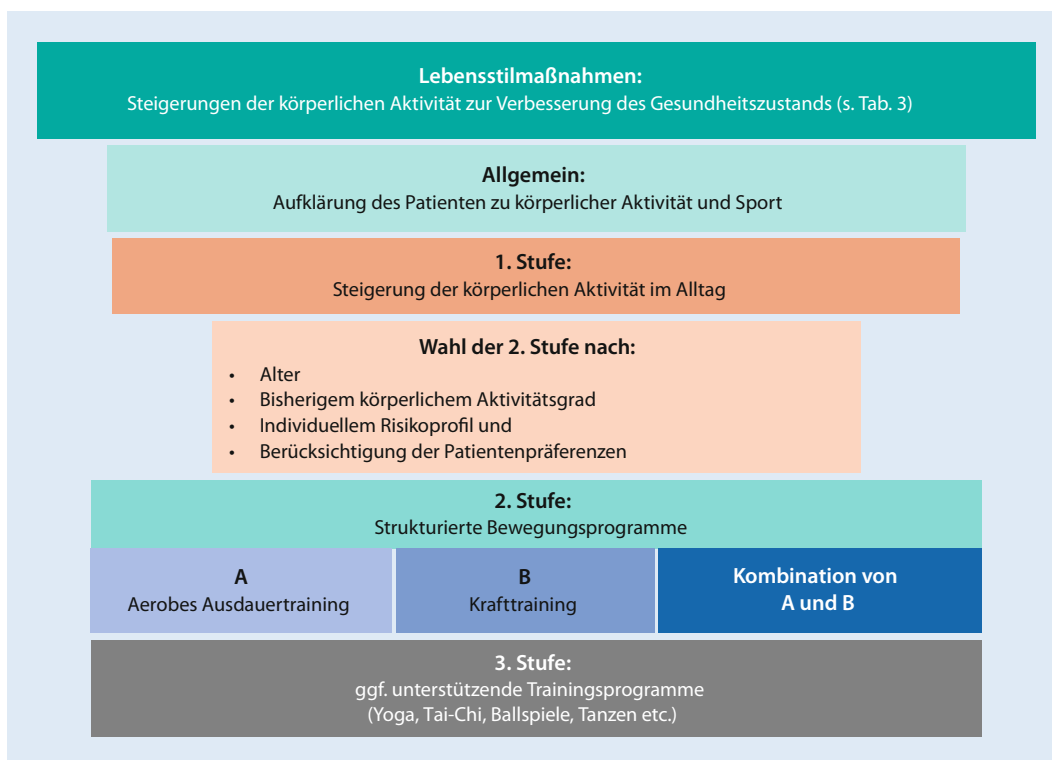 Lebensstilmaßnahmen:
Steigerungen der körperlichen Aktivität zur Verbesserung des Gesundheitszustands (s. Tab. 3)
Allgemein:
Aufklärung des Patienten zu körperlicher Aktivität und Sport
1. Stufe:
Steigerung der körperlichen Aktivität im Alltag
Wahl der 2. Stufe nach:
• Alter
• Bisherigem körperlichem Aktivitätsgrad
• Individuellem Risikoprofil und
• Berücksichtigung der Patientenpräferenzen
2. Stufe:
Strukturierte Bewegungsprogramme
A
Aerobes Ausdauertraining
B
Krafttraining
Kombination von
A und B
3. Stufe:
ggf. unterstützende Trainingsprogramme
(Yoga, Tai-Chi, Ballspiele, Tanzen etc.)